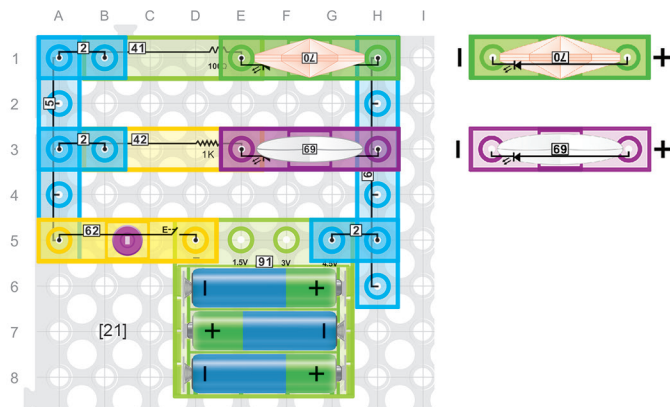 A B C D E F G H I
1 2 41 100Ω 70
2 5
3 2 42 1K 69
4 6
5 62 E 2
1.5V 91 3V 4.5V
6 | +
7 [21] + |
8 | +
| 70 +
| 69 +